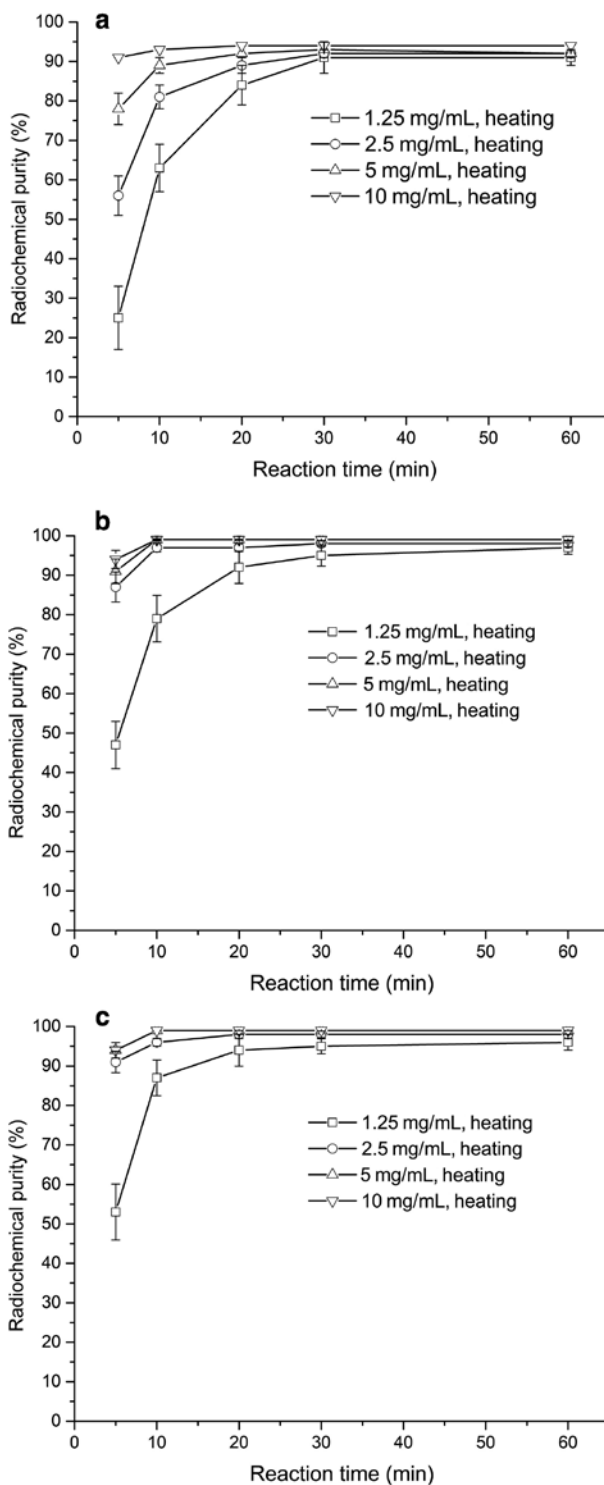 a
100
90
80
70
60
50
40
30
20
10
0
Radiochemical purity (%)
1.25 mg/mL, heating
2.5 mg/mL, heating
5 mg/mL, heating
10 mg/mL, heating
0 10 20 30 40 50 60
Reaction time (min)
b
100
90
80
70
60
50
40
30
20
10
0
Radiochemical purity (%)
1.25 mg/mL, heating
2.5 mg/mL, heating
5 mg/mL, heating
10 mg/mL, heating
0 10 20 30 40 50 60
Reaction time (min)
c
100
90
80
70
60
50
40
30
20
10
0
Radiochemical purity (%)
1.25 mg/mL, heating
2.5 mg/mL, heating
5 mg/mL, heating
10 mg/mL, heating
0 10 20 30 40 50 60
Reaction time (min)